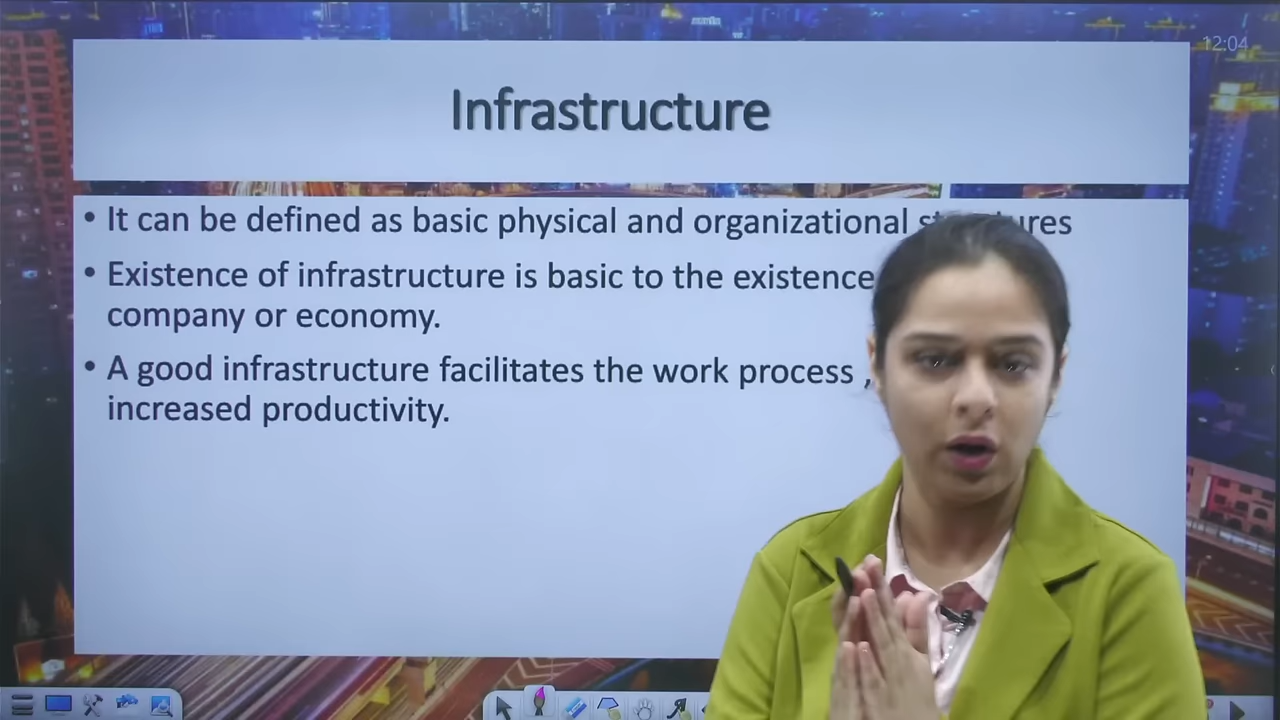 12:04
Infrastructure
• It can be defined as basic physical and organizational
• Existence of infrastructure is basic to the existence
company or economy.
• A good infrastructure facilitates the work process ,
increased productivity.